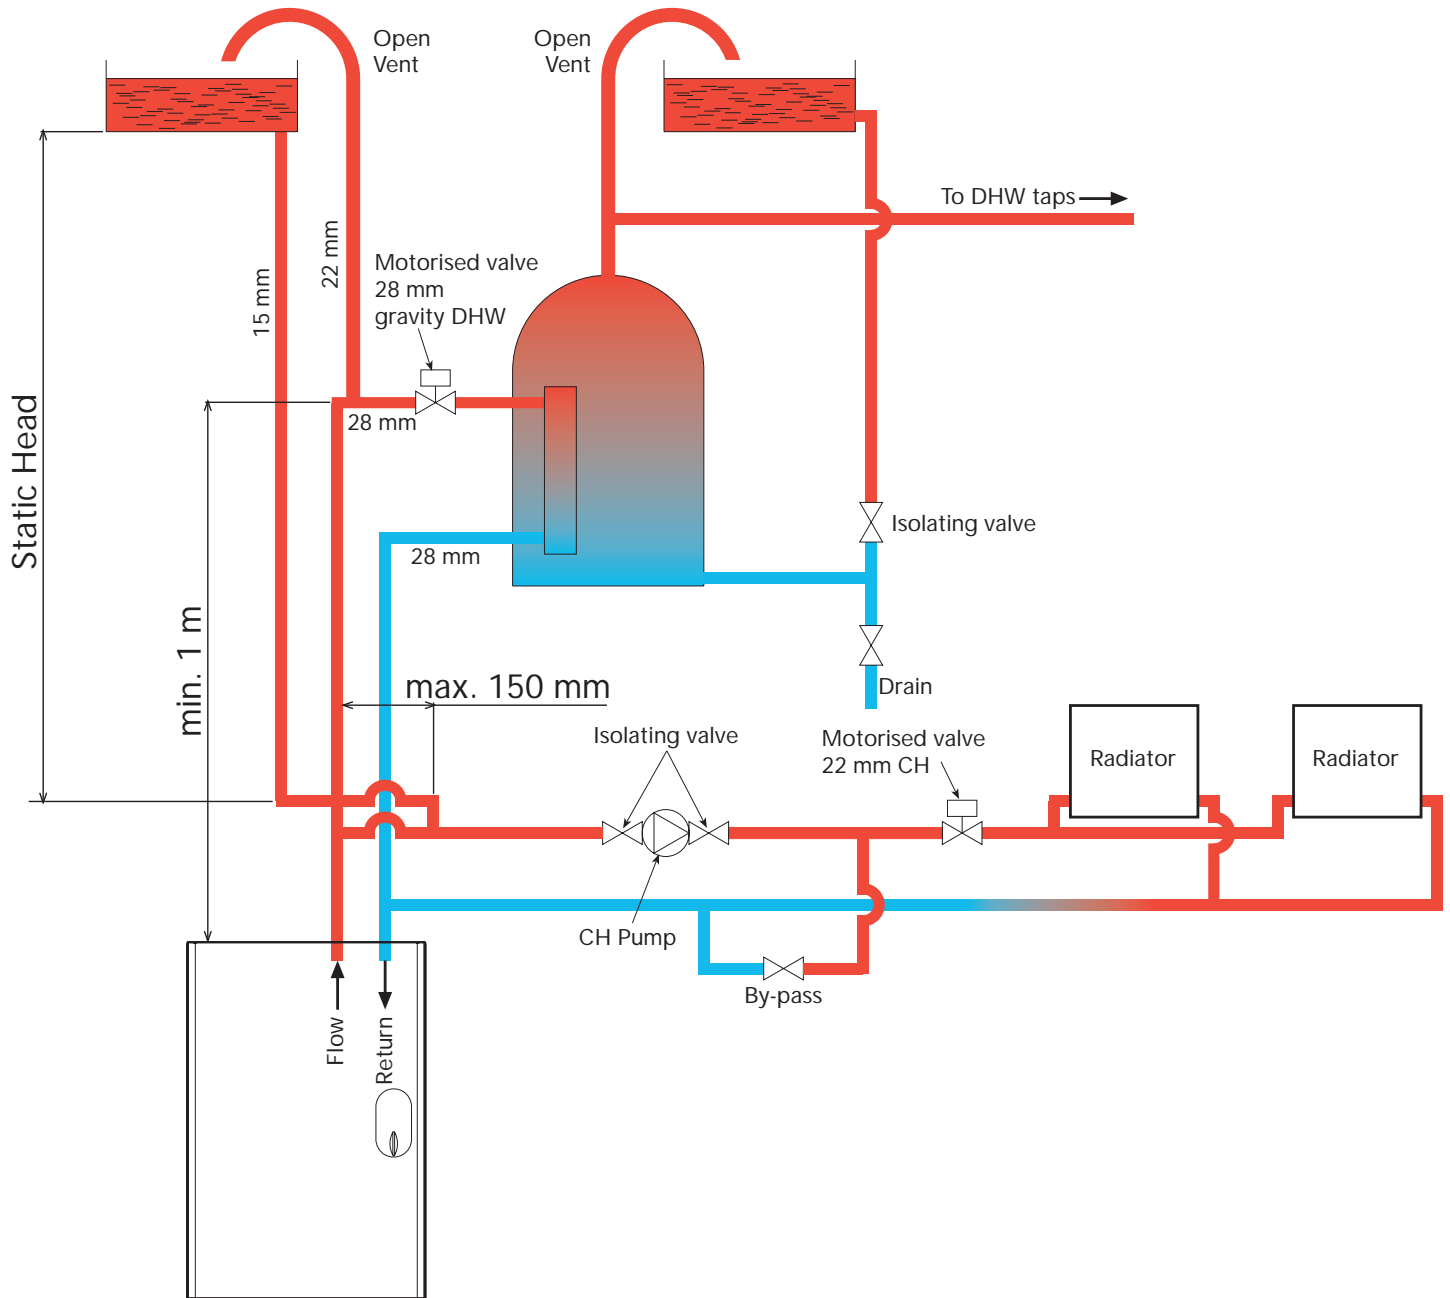 Open
Vent
Open
Vent
To DHW taps
22 mm
15 mm
Motorised valve
28 mm
gravity DHW
28 mm
Static Head
Isolating valve
28 mm
min. 1 m
max. 150 mm
Drain
Isolating valve
Motorised valve
22 mm CH
Radiator
Radiator
CH Pump
By-pass
Flow
Return